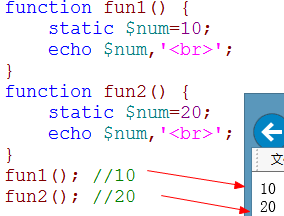 function fun1() {
    static $num=10;
    echo $num,'<br>';
}
function fun2() {
    static $num=20;
    echo $num,'<br>';
}
fun1(); //10
fun2(); //20
文
10
20